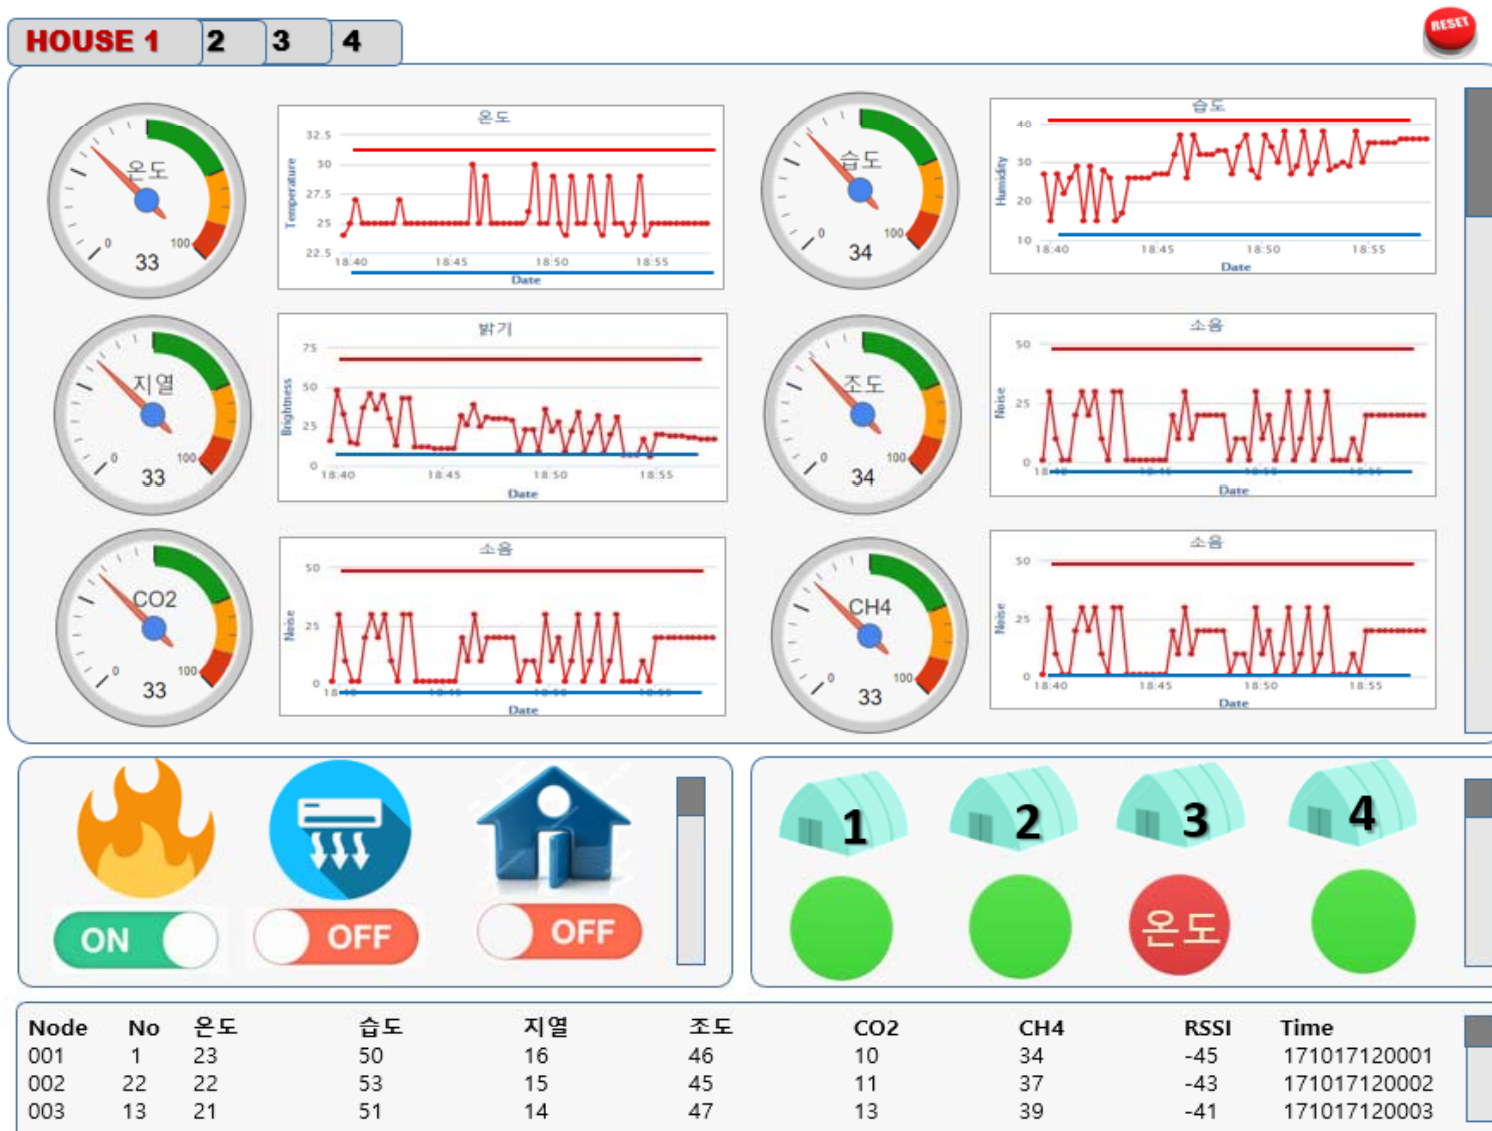 HOUSE 1 2 3 4
RESET
온도
0
100
33
온도
Temperature
32.5
30
27.5
25
22.5
18:40 18:45 18:50 18:55
Date
습도
0
100
34
습도
Humidity
40
30
20
10
18:40 18:45 18:50 18:55
Date
지열
0
100
33
밝기
Brightness
75
50
25
0
18:40 18:45 18:50 18:55
Date
조도
0
100
34
소음
Noise
50
25
0
Date
CO2
0
100
33
소음
Noise
50
25
0
Date
CH4
0
100
33
소음
Noise
50
25
0
18:40 18:45 18:50 18:55
Date
ON OFF OFF
1 2 3 4
온도
Node No 온도 습도 지열 조도 CO2 CH4 RSSI Time
001 1 23 50 16 46 10 34 -45 171017120001
002 22 22 53 15 45 11 37 -43 171017120002
003 13 21 51 14 47 13 39 -41 171017120003